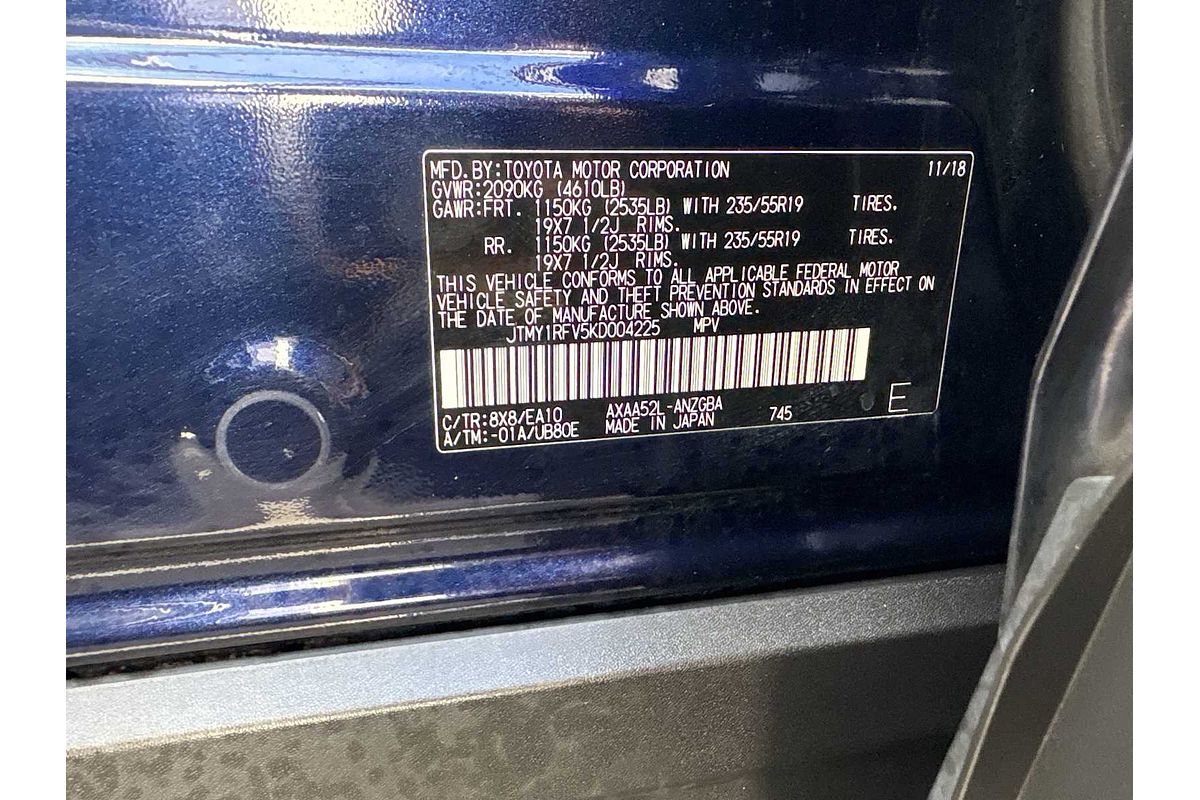 MFD.BY:TOYOTA MOTOR CORPORATION 11/18
GVWR:2090KG (4610LB)
GAWR:FRT. 1150KG (2535LB) WITH 235/55R19 TIRES.
19X7 1/2J RIMS.
RR. 1150KG (2535LB) WITH 235/55R19 TIRES.
19X7 1/2J RIMS.
THIS VEHICLE CONFORMS TO ALL APPLICABLE FEDERAL MOTOR
VEHICLE SAFETY AND THEFT PREVENTION STANDARDS IN EFFECT ON
THE DATE OF MANUFACTURE SHOWN ABOVE.
JTMY1RFV5KD004225 MPV
C/TR:8X8/EA10 AXAA52L-ANZGBA 745 E
A/TM:-01A/UB80E MADE IN JAPAN